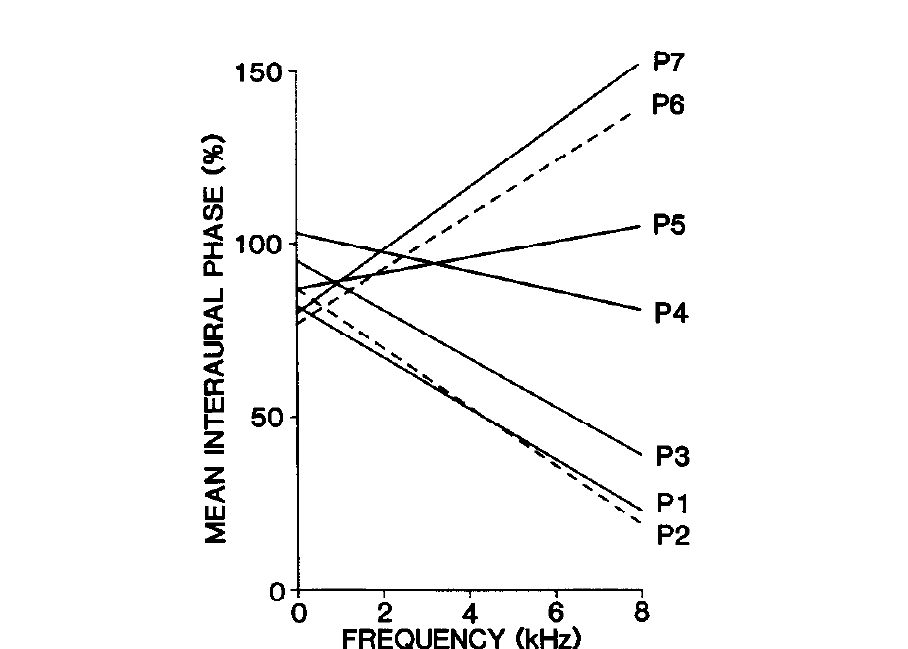 150
100
50
0
MEAN INTERAURAL PHASE (%)
P7
P6
P5
P4
P3
P1
P2
0 2 4 6 8
FREQUENCY (kHz)